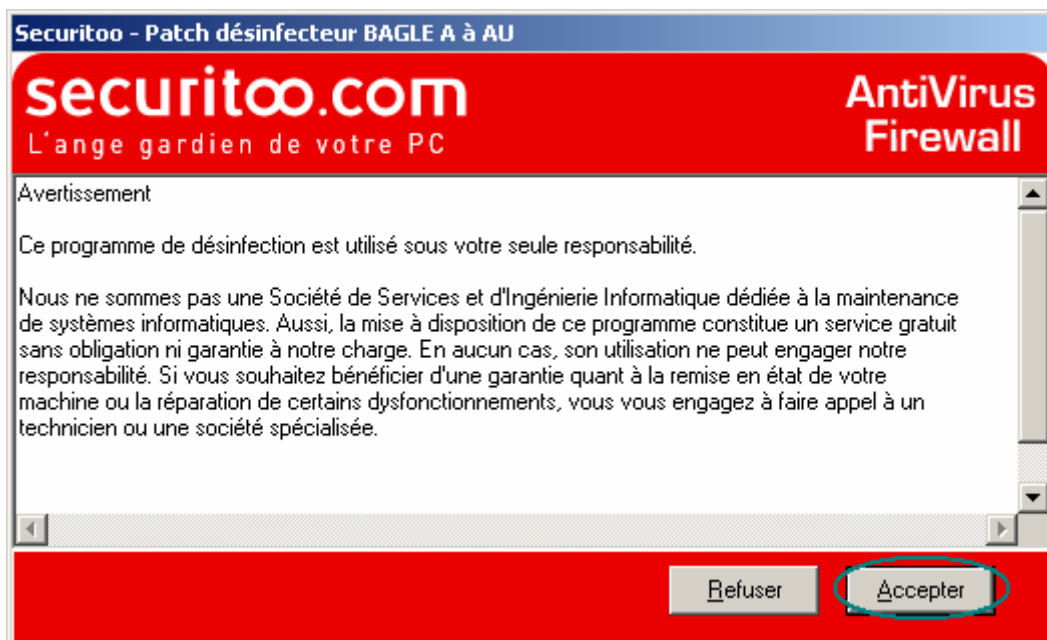 Securitoo - Patch désinfecteur BAGLE A à AU
securitoo.com
L'ange gardien de votre PC
AntiVirus
Firewall
Avertissement
Ce programme de désinfection est utilisé sous votre seule responsabilité.
Nous ne sommes pas une Société de Services et d'Ingénierie Informatique dédiée à la maintenance
de systèmes informatiques. Aussi, la mise à disposition de ce programme constitue un service gratuit
sans obligation ni garantie à notre charge. En aucun cas, son utilisation ne peut engager notre
responsabilité. Si vous souhaitez bénéficier d'une garantie quant à la remise en état de votre
machine ou la réparation de certains dysfonctionnements, vous vous engagez à faire appel à un
technicien ou une société spécialisée.
Refuser
Accepter